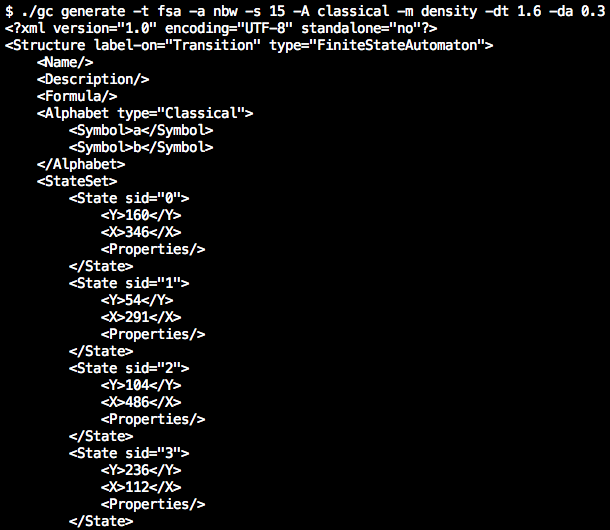 $ ./gc generate -t fsa -a nbw -s 15 -A classical -m density -dt 1.6 -da 0.3
<?xml version="1.0" encoding="UTF-8" standalone="no"?>
<Structure label-on="Transition" type="FiniteStateAutomaton">
    <Name/>
    <Description/>
    <Formula/>
    <Alphabet type="Classical">
        <Symbol>a</Symbol>
        <Symbol>b</Symbol>
    </Alphabet>
    <StateSet>
        <State sid="0">
            <Y>160</Y>
            <X>346</X>
            <Properties/>
        </State>
        <State sid="1">
            <Y>54</Y>
            <X>291</X>
            <Properties/>
        </State>
        <State sid="2">
            <Y>104</Y>
            <X>486</X>
            <Properties/>
        </State>
        <State sid="3">
            <Y>236</Y>
            <X>112</X>
            <Properties/>
        </State>